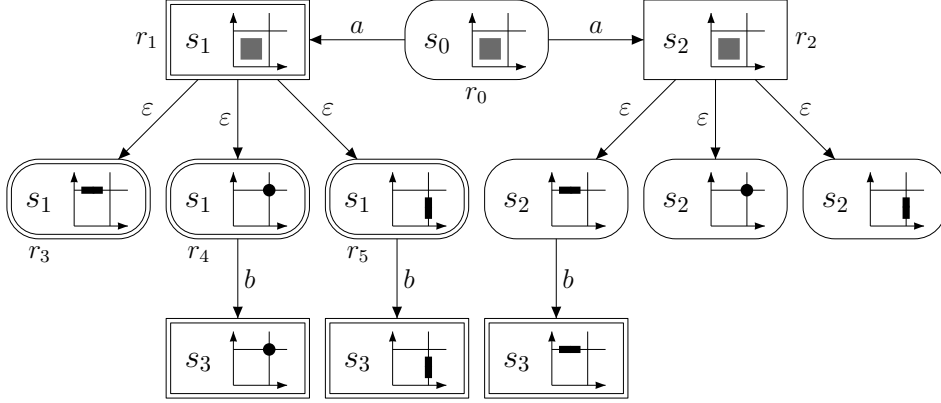 r1 s1 a s0 a s2 r2
r0
ε ε ε ε ε ε
s1 s1 s1 s2 s2 s2
r3 r4 r5
b b b
s3 s3 s3